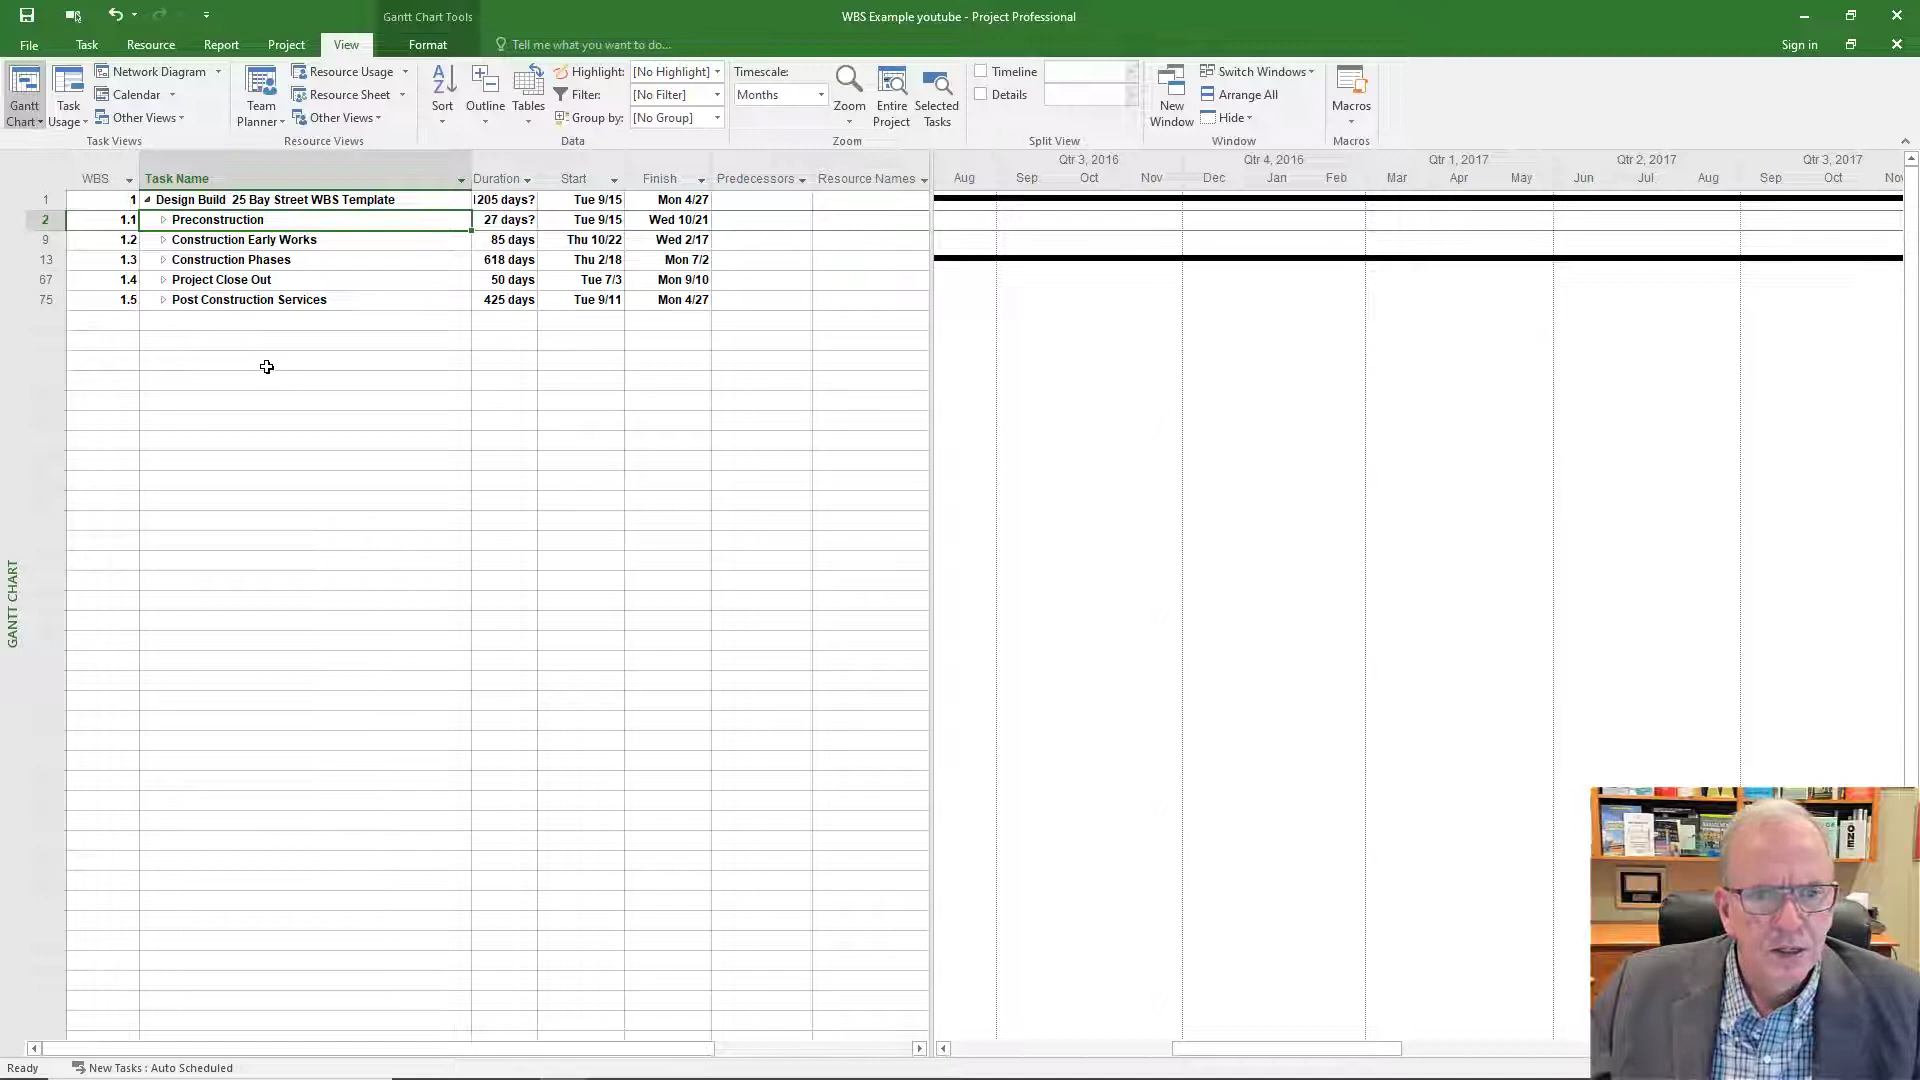 WBS Example youtube - Project Professional
Gantt Chart Tools
File Task Resource Report Project View Format Tell me what you want to do... Sign in
Gantt Chart
Task Usage
Network Diagram
Calendar
Other Views
Task Views
Team Planner
Resource Usage
Resource Sheet
Other Views
Resource Views
Sort
Outline
Tables
Highlight: [No Highlight]
Filter: [No Filter]
Group by: [No Group]
Data
Timescale:
Months
Zoom
Entire Project
Selected Tasks
Zoom
Timeline
Details
Split View
New Window
Switch Windows
Arrange All
Hide
Window
Macros
Macros
WBS Task Name Duration Start Finish Predecessors Resource Names
1 1 Design Build 25 Bay Street WBS Template 1205 days? Tue 9/15 Mon 4/27
2 1.1 Preconstruction 27 days? Tue 9/15 Wed 10/21
9 1.2 Construction Early Works 85 days Thu 10/22 Wed 2/17
13 1.3 Construction Phases 618 days Thu 2/18 Mon 7/2
67 1.4 Project Close Out 50 days Tue 7/3 Mon 9/10
75 1.5 Post Construction Services 425 days Tue 9/11 Mon 4/27
Qtr 3, 2016 Qtr 4, 2016 Qtr 1, 2017 Qtr 2, 2017 Qtr 3, 2017
Aug Sep Oct Nov Dec Jan Feb Mar Apr May Jun Jul Aug Sep Oct Nov
GANTT CHART
ONE
Ready New Tasks : Auto Scheduled